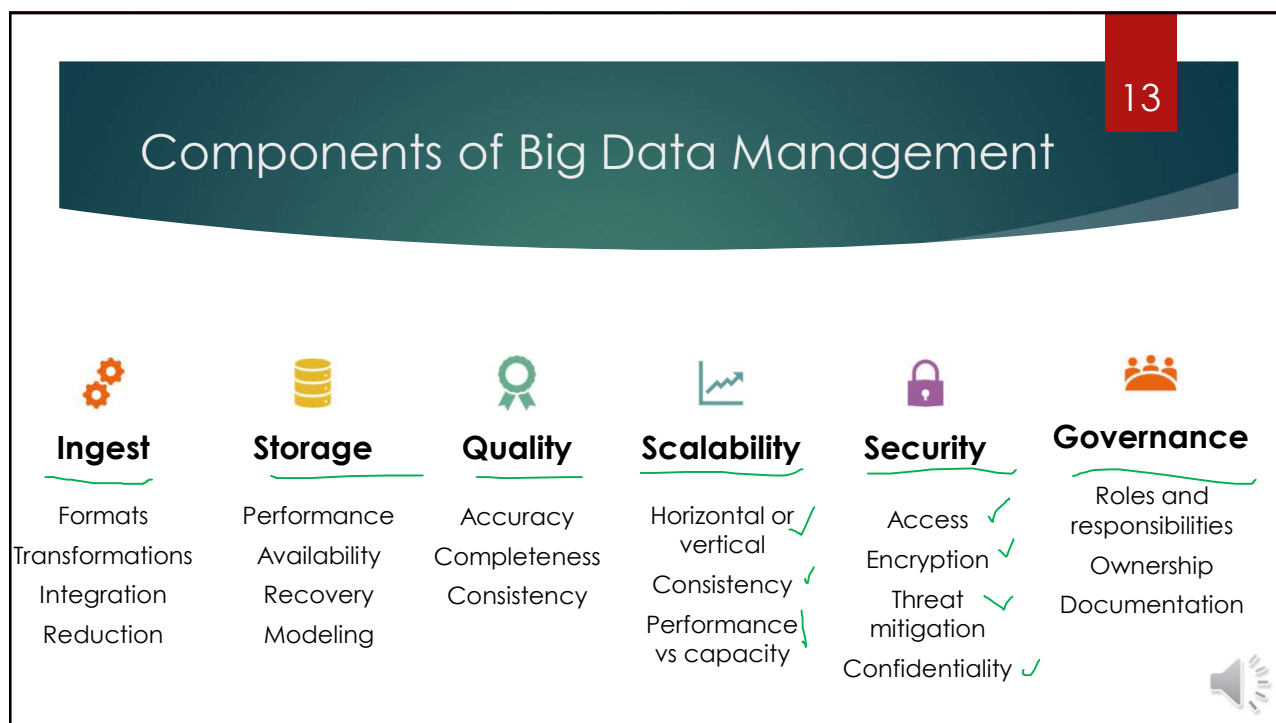 13
Components of Big Data Management
Ingest
Formats
Transformations
Integration
Reduction
Storage
Performance
Availability
Recovery
Modeling
Quality
Accuracy
Completeness
Consistency
Scalability
Horizontal or
vertical
Consistency
Performance
vs capacity
Security
Access
Encryption
Threat
mitigation
Confidentiality
Governance
Roles and
responsibilities
Ownership
Documentation